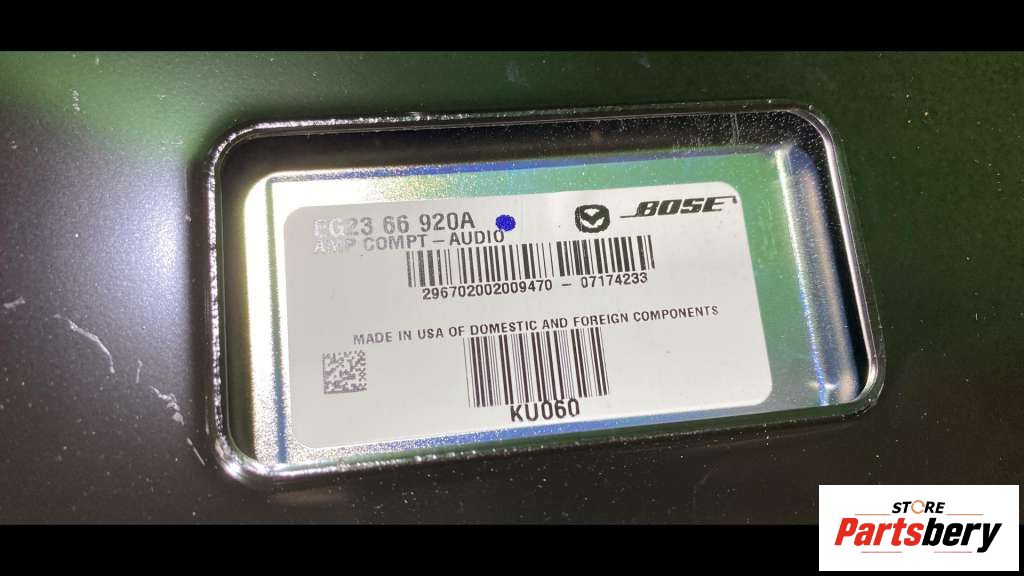 EG23 66 920A
BOSE
AMP COMPT – AUDIO
296702002009470 – 07174233
MADE IN USA OF DOMESTIC AND FOREIGN COMPONENTS
KU060
STORE
Partsbery